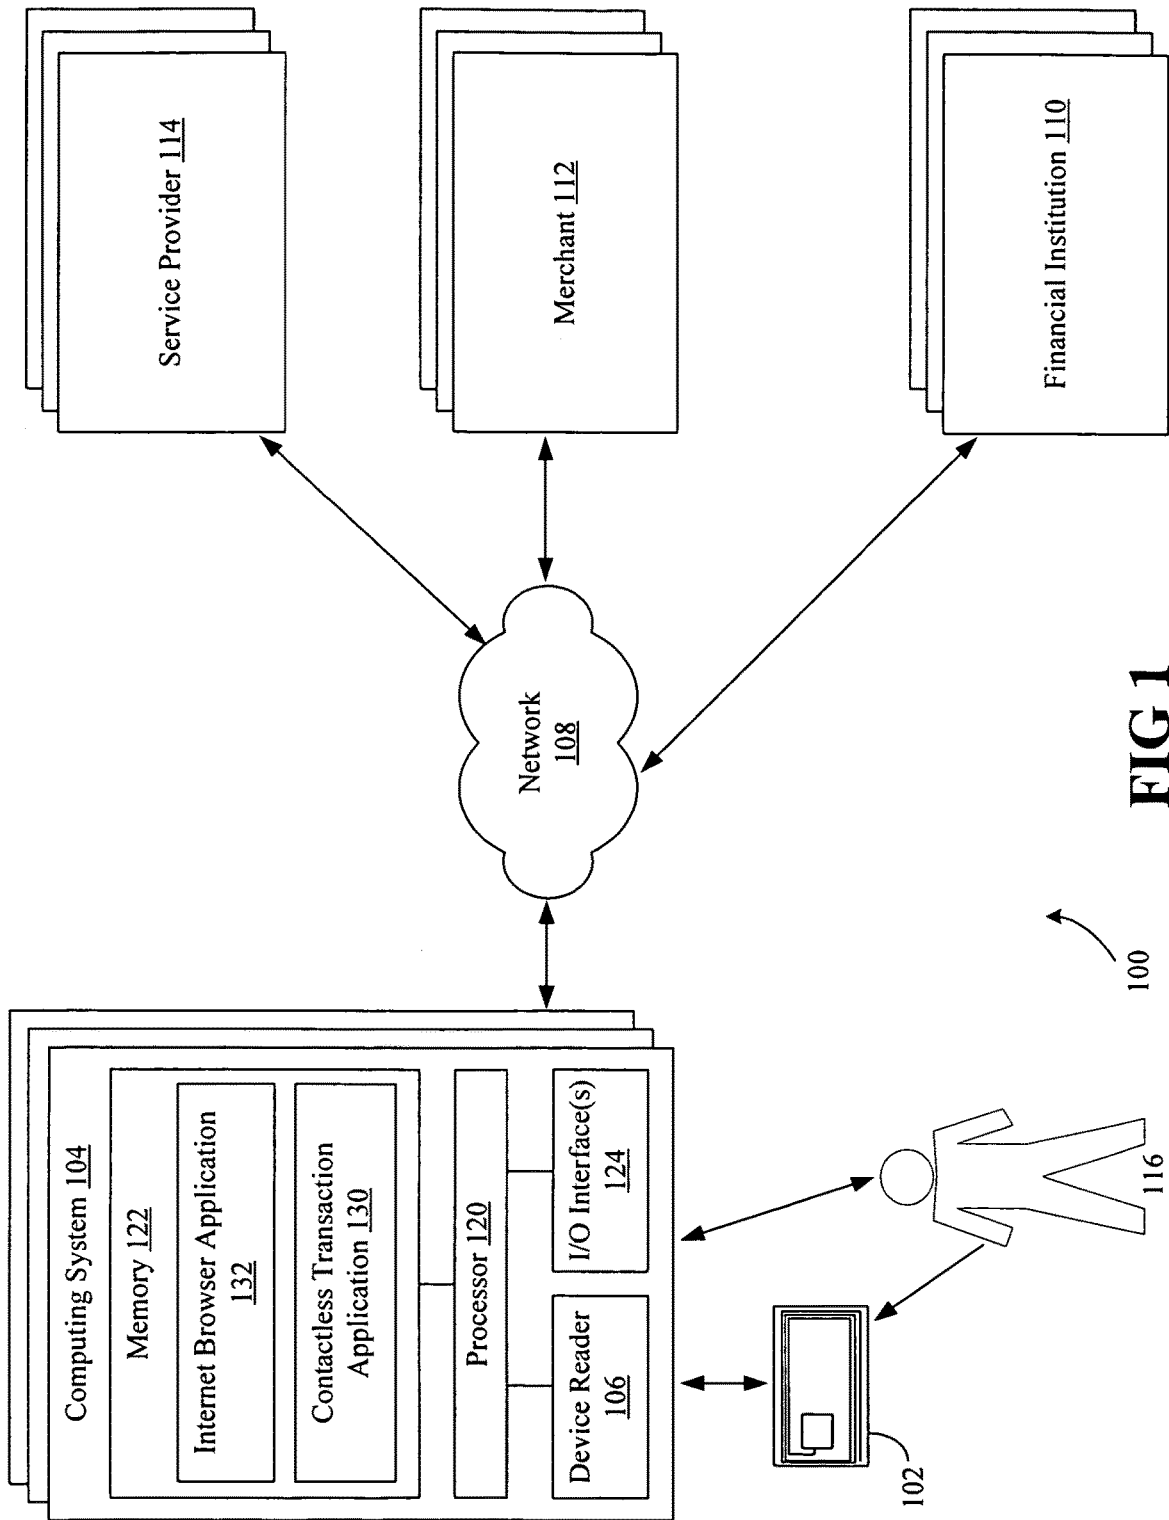 Computing System 104
Memory 122
Internet Browser Application
132
Contactless Transaction
Application 130
Processor 120
Device Reader
106
I/O Interface(s)
124
102
116
100
Network
108
Service Provider 114
Merchant 112
Financial Institution 110
FIG 1